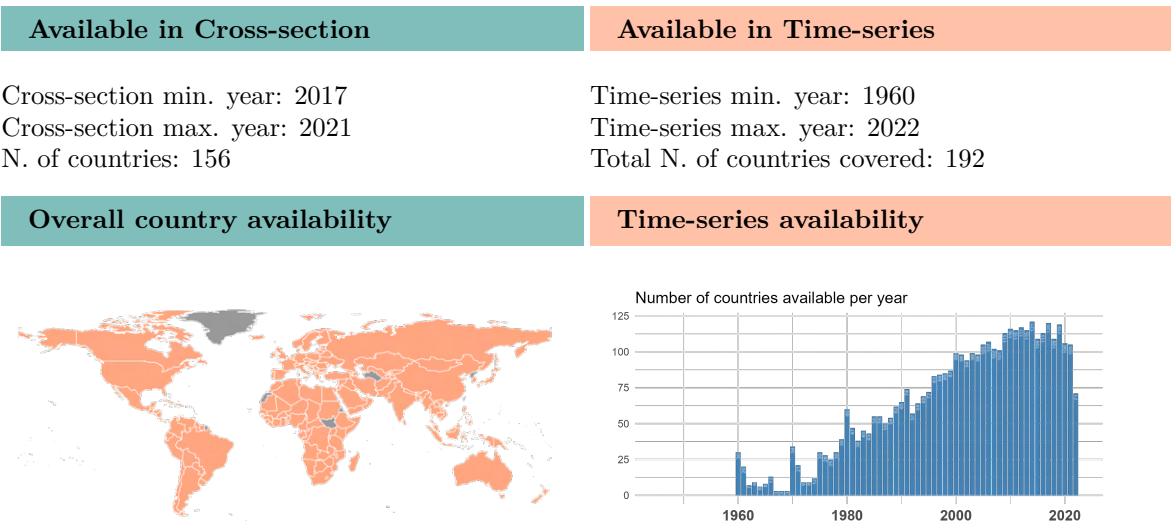 Available in Cross-section
Available in Time-series
Cross-section min. year: 2017
Cross-section max. year: 2021
N. of countries: 156
Time-series min. year: 1960
Time-series max. year: 2022
Total N. of countries covered: 192
Overall country availability
Time-series availability
Number of countries available per year
125
100
75
50
25
0
1960 1980 2000 2020